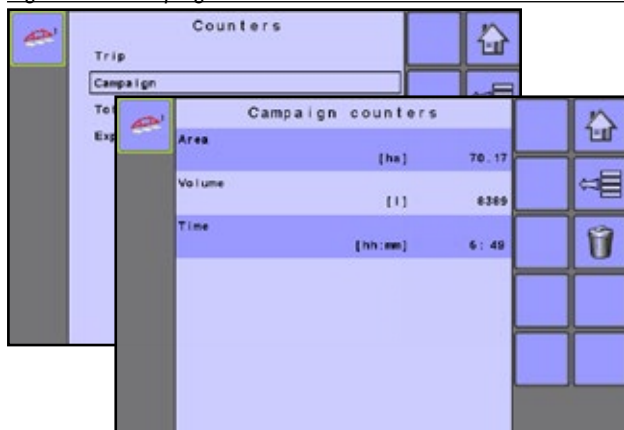 Counters
Trip
Campaign
Campaign counters
Area
[ha] 70.17
Volume
[l] 8389
Time
[hh:mm] 6:49